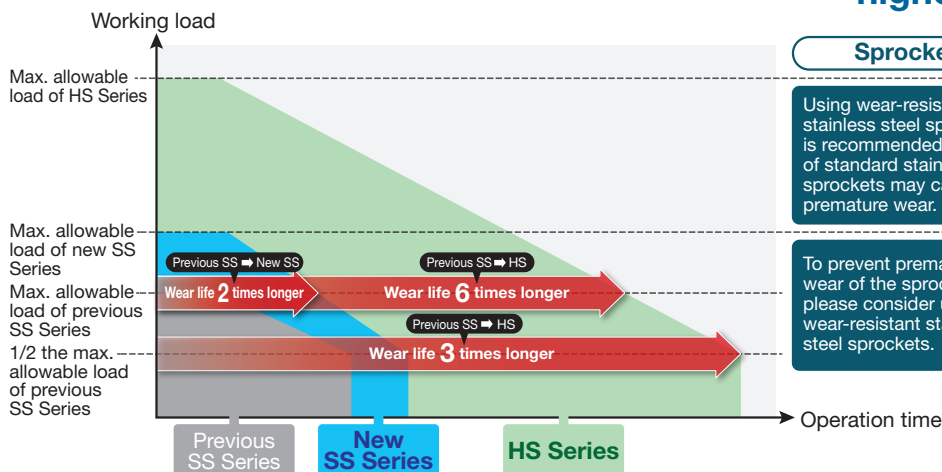 highe
Working load
Sprocke
Max. allowable
load of HS Series
Using wear-resis
stainless steel sp
is recommended
of standard stain
sprockets may ca
premature wear.
Max. allowable
load of new SS
Series
Previous SS ➡ New SS
Previous SS ➡ HS
To prevent prema
wear of the sproc
please consider u
wear-resistant sta
steel sprockets.
Max. allowable
load of previous
SS Series
Wear life 2 times longer
Wear life 6 times longer
Previous SS ➡ HS
1/2 the max.
allowable load
of previous
SS Series
Wear life 3 times longer
Operation time
Previous
SS Series
New
SS Series
HS Series